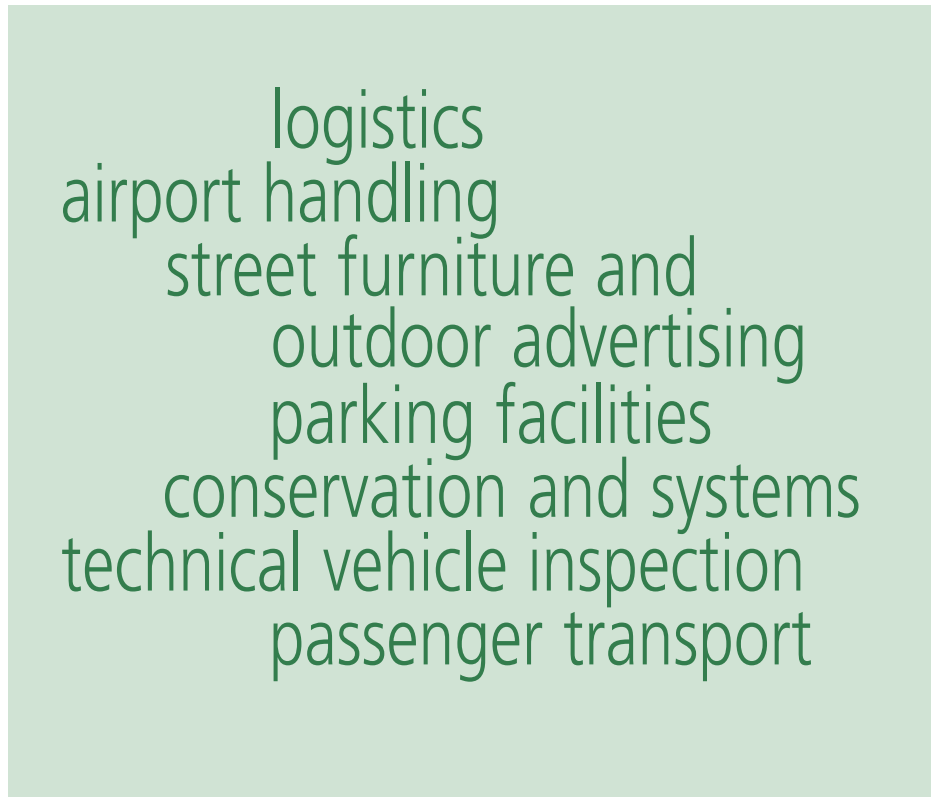 logistics
airport handling
street furniture and
outdoor advertising
parking facilities
conservation and systems
technical vehicle inspection
passenger transport